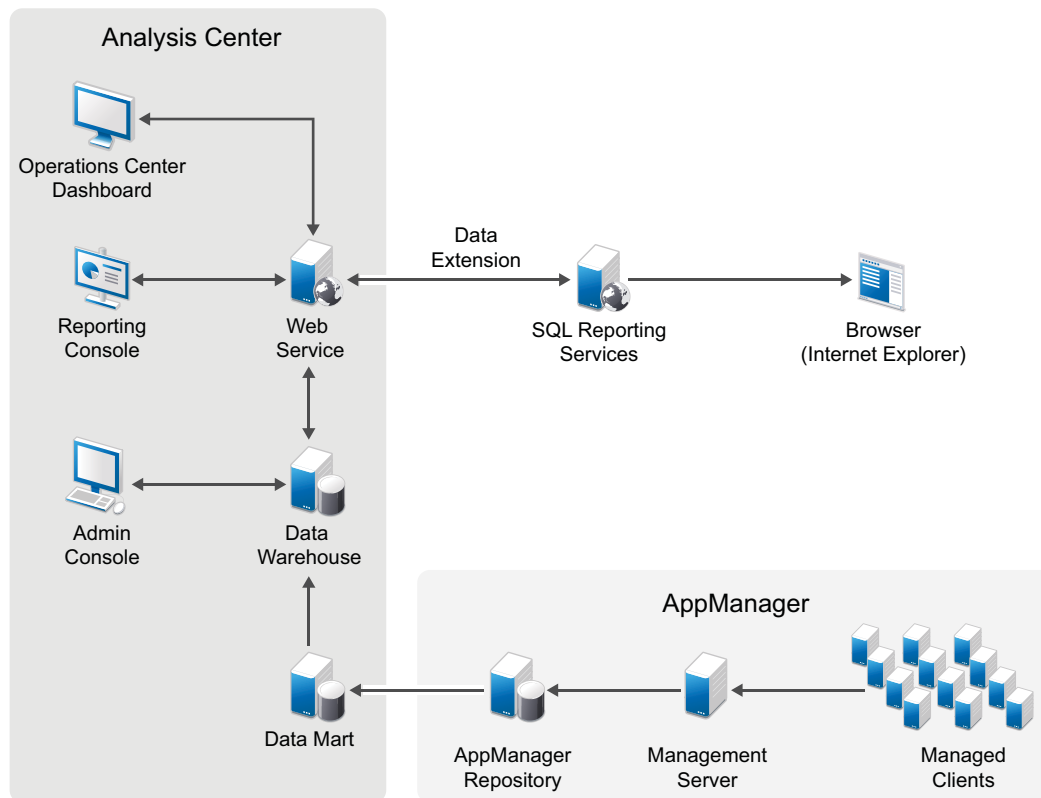 Analysis Center
Operations Center
Dashboard
Data
Extension
Reporting
Console
Web
Service
SQL Reporting
Services
Browser
(Internet Explorer)
Admin
Console
Data
Warehouse
AppManager
Data Mart
AppManager
Repository
Management
Server
Managed
Clients